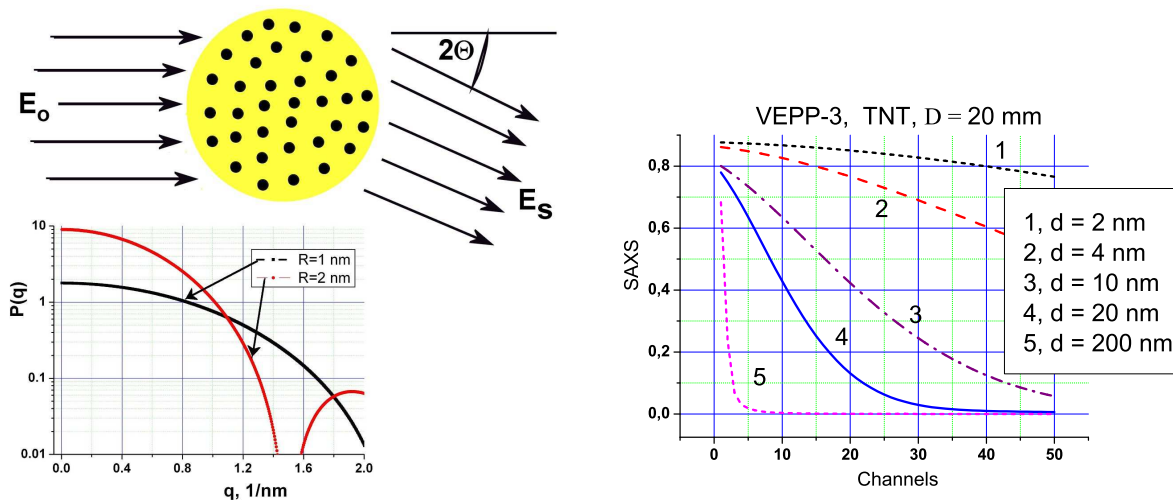 E₀
2Θ
Eₛ
10
1
0.1
0.01
P(q)
R=1 nm
R=2 nm
0.0 0.4 0.8 1.2 1.6 2.0
q, 1/nm
VEPP-3, TNT, D = 20 mm
0,8
0,6
0,4
0,2
0,0
SAXS
1
2
3
4
5
0 10 20 30 40 50
Channels
1, d = 2 nm
2, d = 4 nm
3, d = 10 nm
4, d = 20 nm
5, d = 200 nm